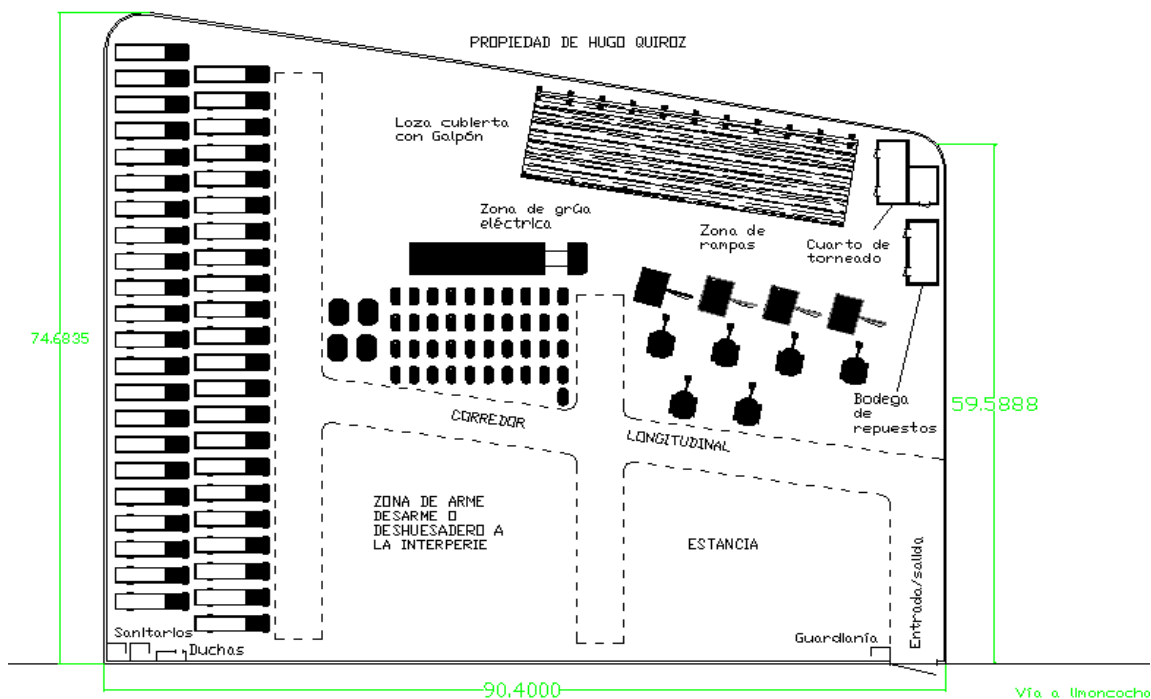 PROPIEDAD DE HUGO QUIROZ
Loza cubierta
con Galpón
Zona de grúa
eléctrica
Zona de
rampas
Cuarto de
torneado
74.6835
Bodega
de
repuestos
59.5888
CORREDOR
LONGITUDINAL
ZONA DE ARME
DESARME O
DESHUESADERO A
LA INTERPERIE
ESTANCIA
Entrada/salida
Sanitarios
Duchas
Guardianía
90.4000
Vía a limoncocha